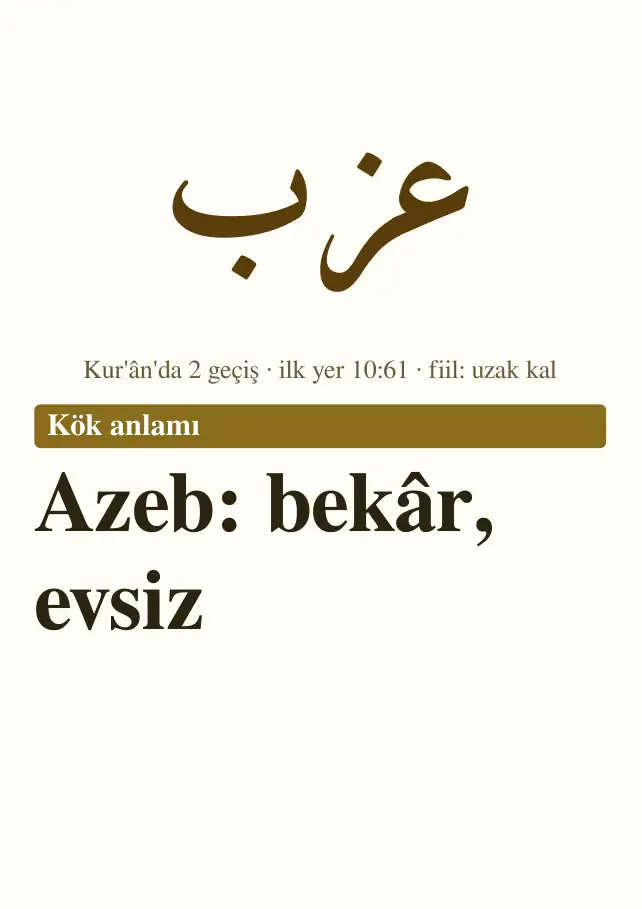 عزب
Kur'ân'da 2 geçiş · ilk yer 10:61 · fiil: uzak kal
Kök anlamı
Azeb: bekâr,
evsiz